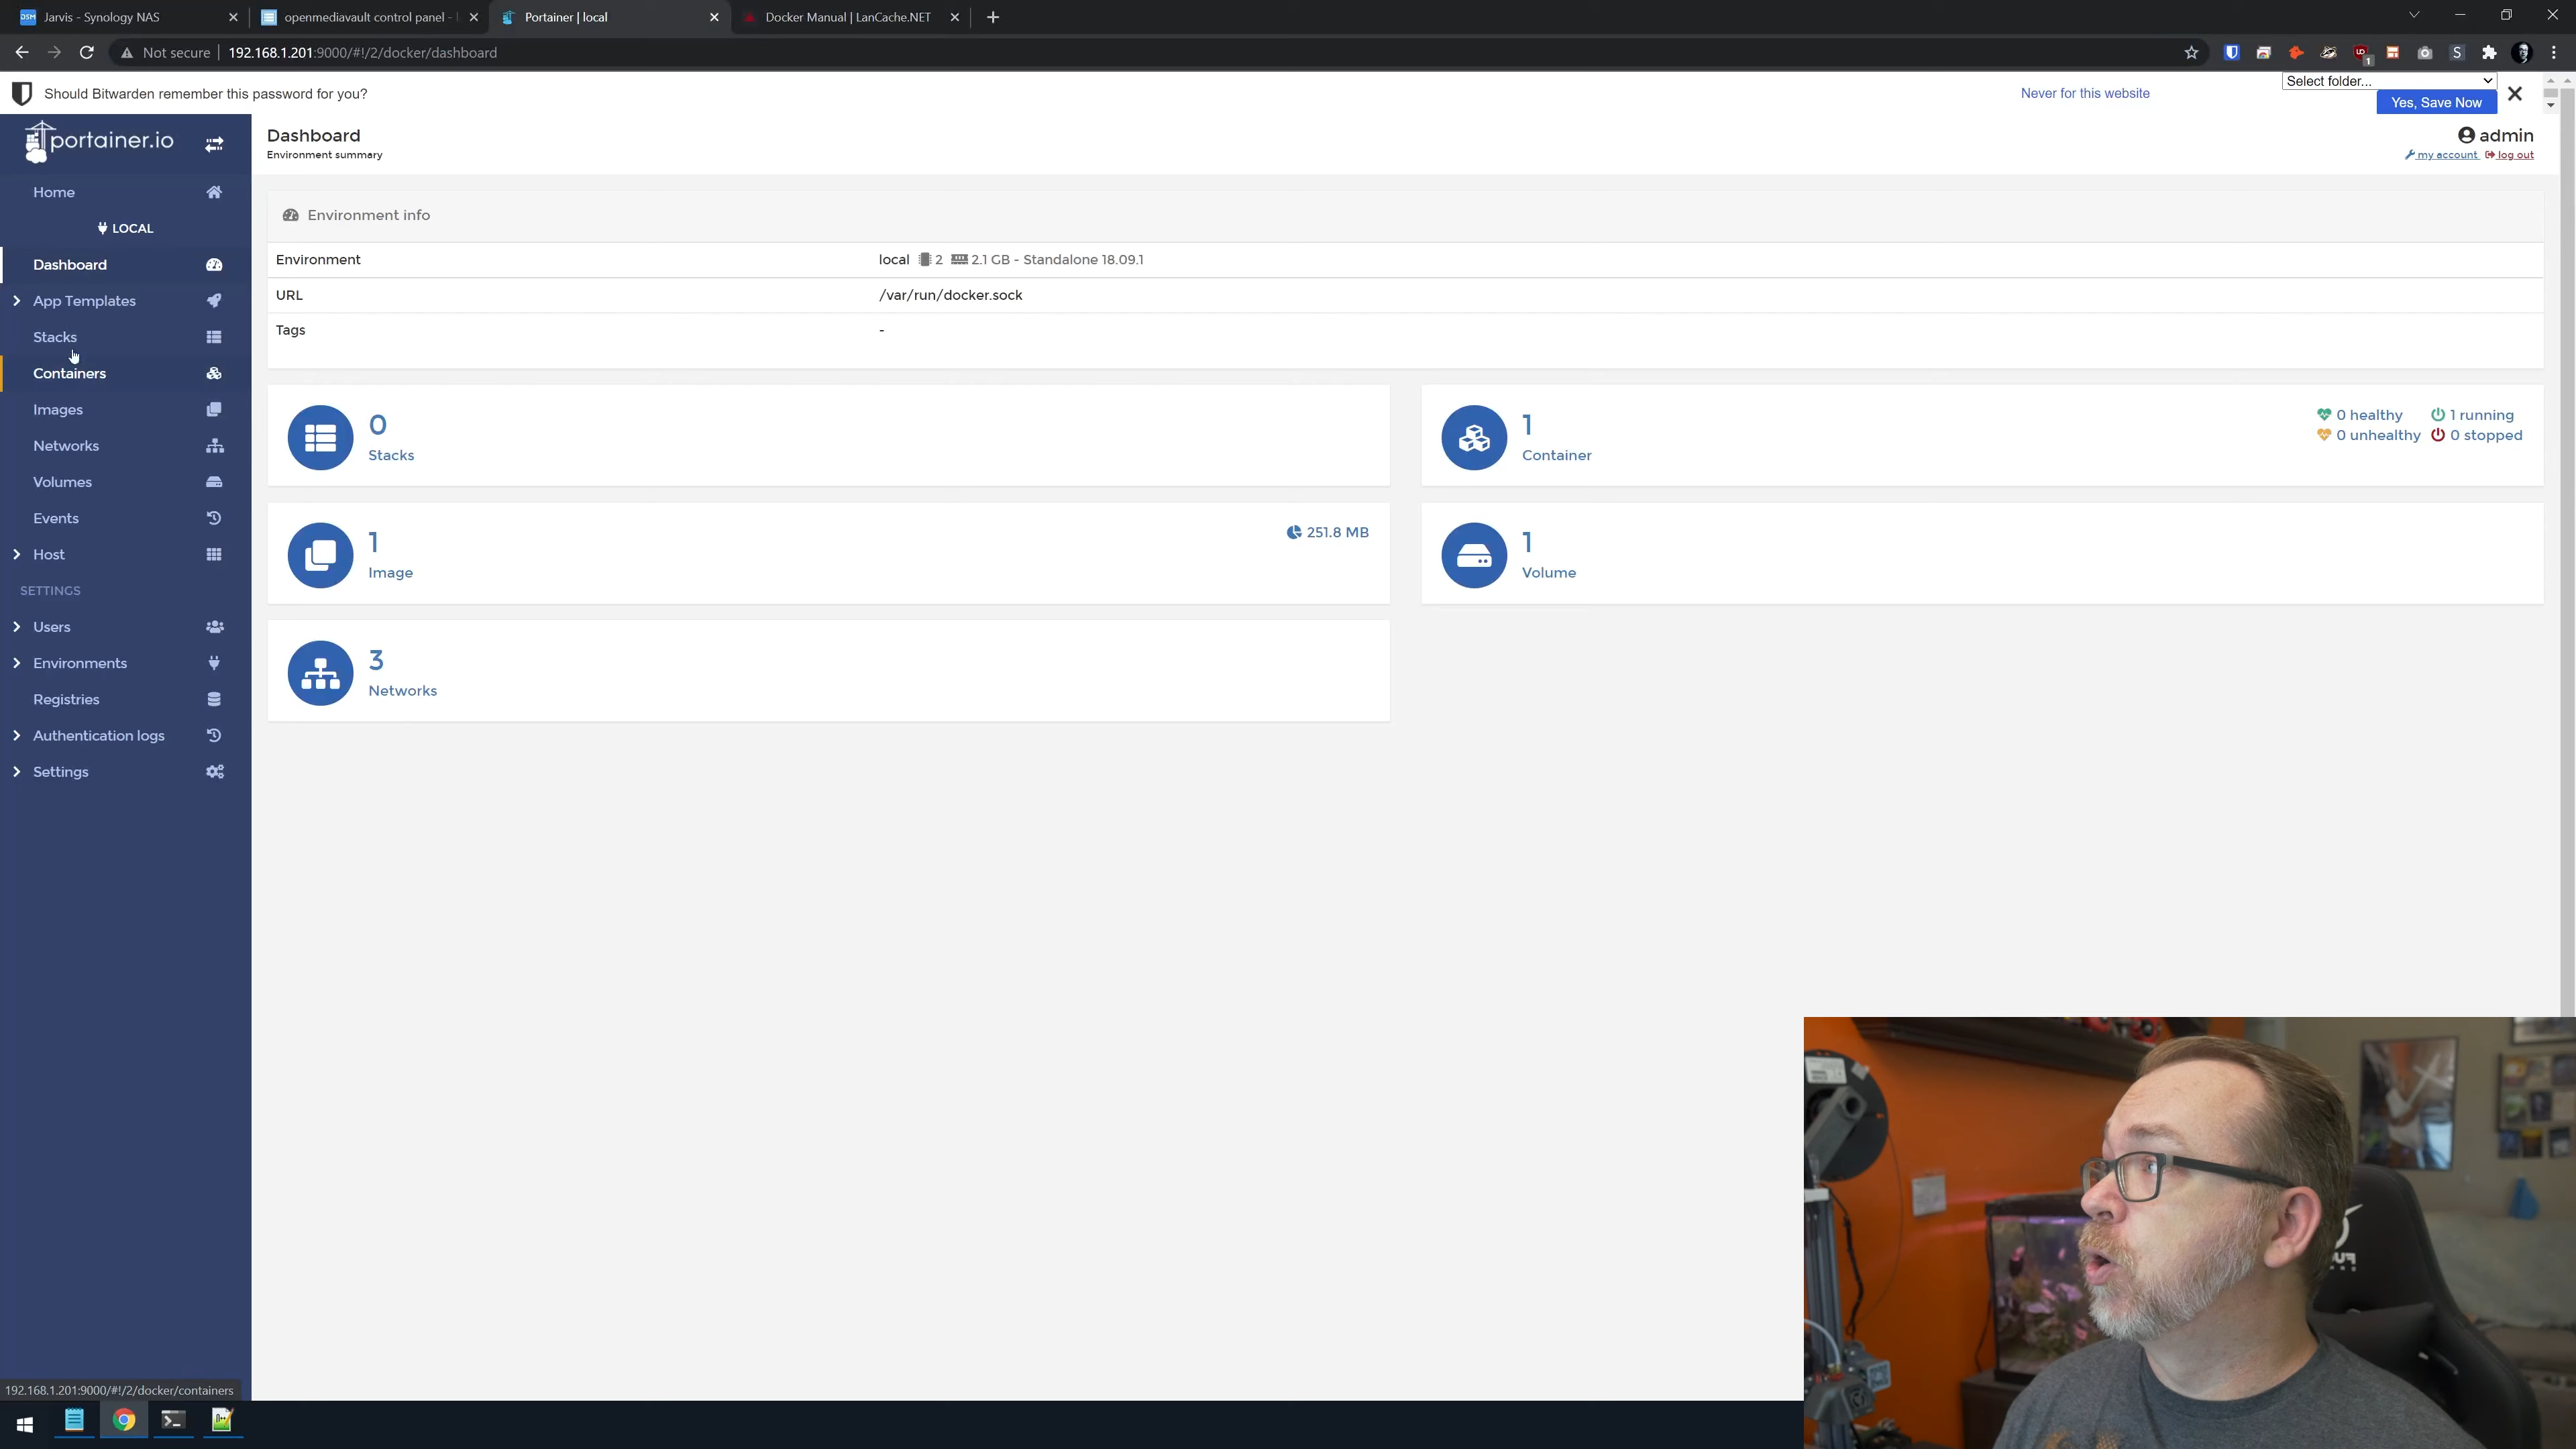 Jarvis - Synology NAS
openmediavault control panel -
Portainer | local
Docker Manual | LanCache.NET
Not secure
192.168.1.201:9000/#!/2/docker/dashboard
Should Bitwarden remember this password for you?
Never for this website
Select folder...
Yes, Save Now
portainer.io
Dashboard
Environment summary
admin
my account
log out
Home
LOCAL
Dashboard
App Templates
Stacks
Containers
Images
Networks
Volumes
Events
Host
SETTINGS
Users
Environments
Registries
Authentication logs
Settings
Environment info
Environment
local 2 2.1 GB - Standalone 18.09.1
URL
/var/run/docker.sock
Tags
-
0
Stacks
1
Container
0 healthy
1 running
0 unhealthy
0 stopped
1
Image
251.8 MB
1
Volume
3
Networks
192.168.1.201:9000/#!/2/docker/containers